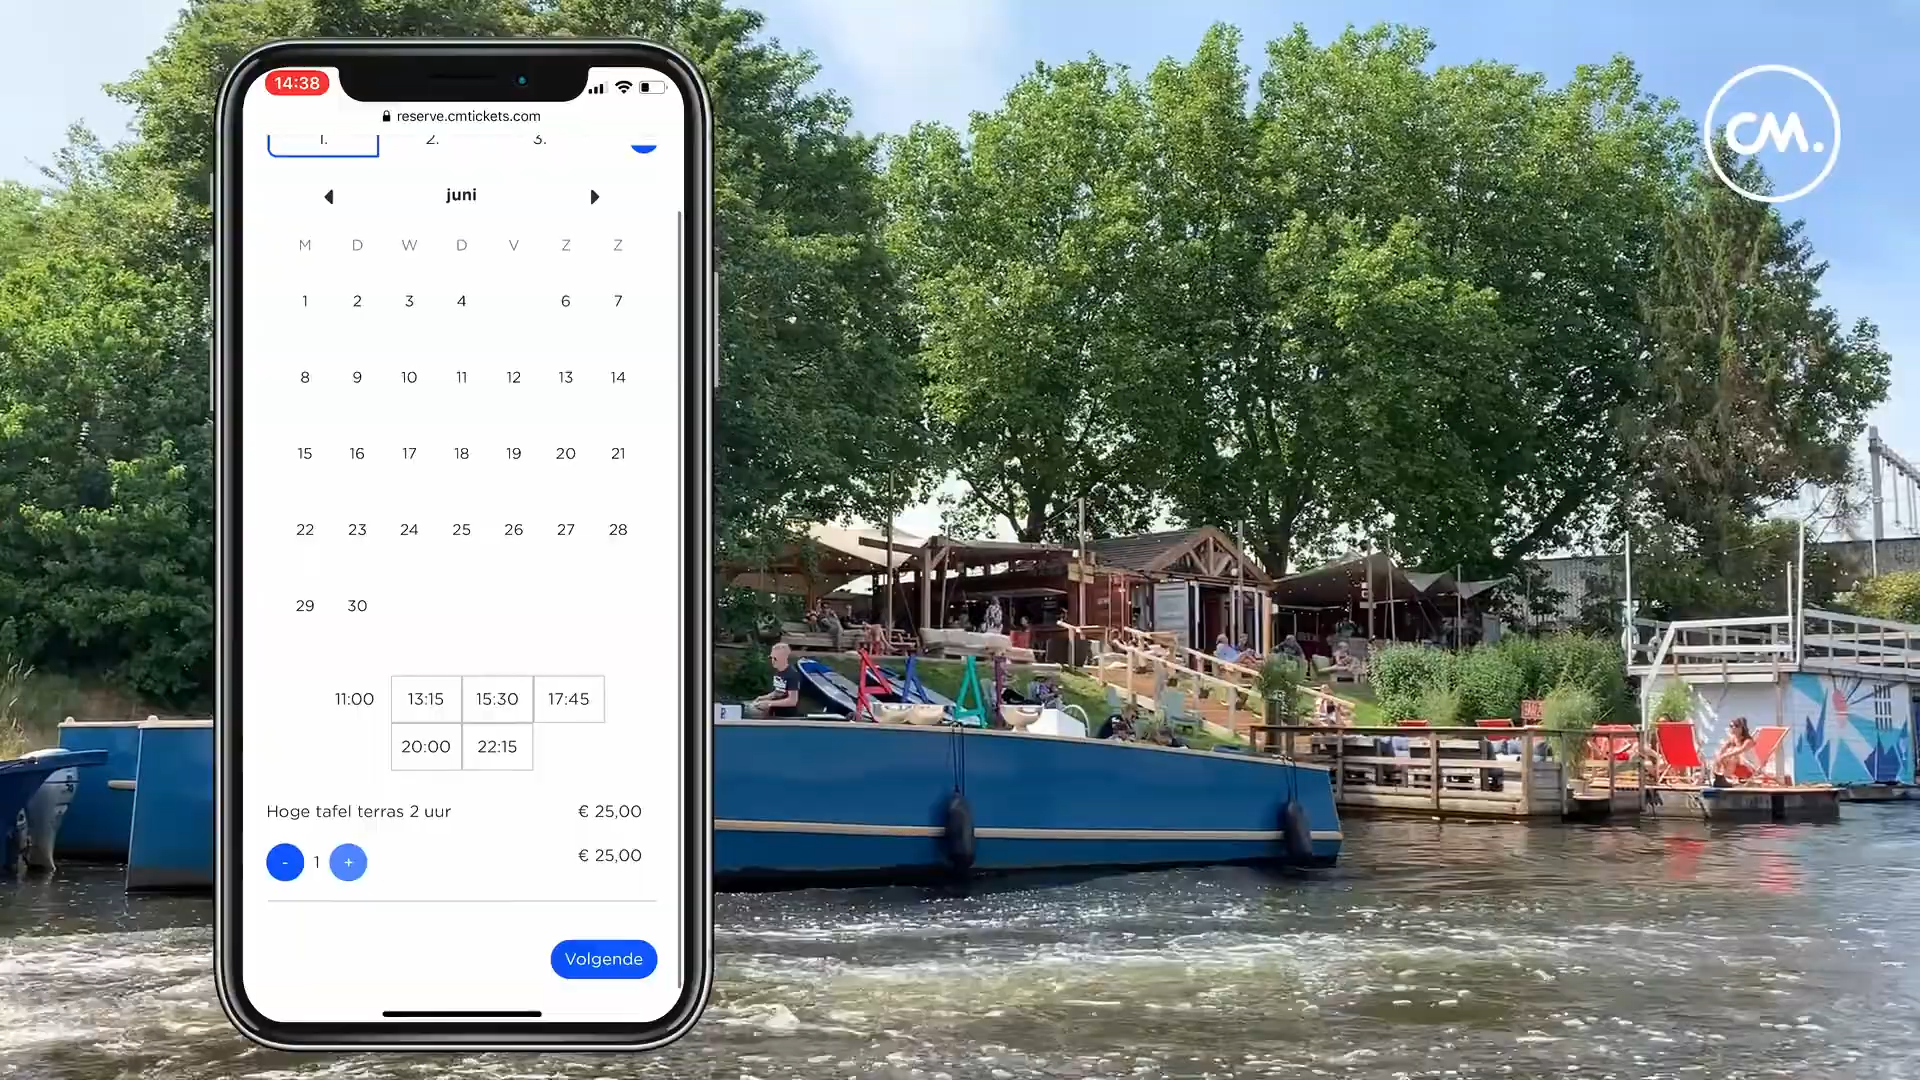 14:38
reserve.cmtickets.com
1. 2. 3.
juni
M D W D V Z Z
1 2 3 4 6 7
8 9 10 11 12 13 14
15 16 17 18 19 20 21
22 23 24 25 26 27 28
29 30
11:00 13:15 15:30 17:45
20:00 22:15
Hoge tafel terras 2 uur € 25,00
- 1 + € 25,00
Volgende
CM.